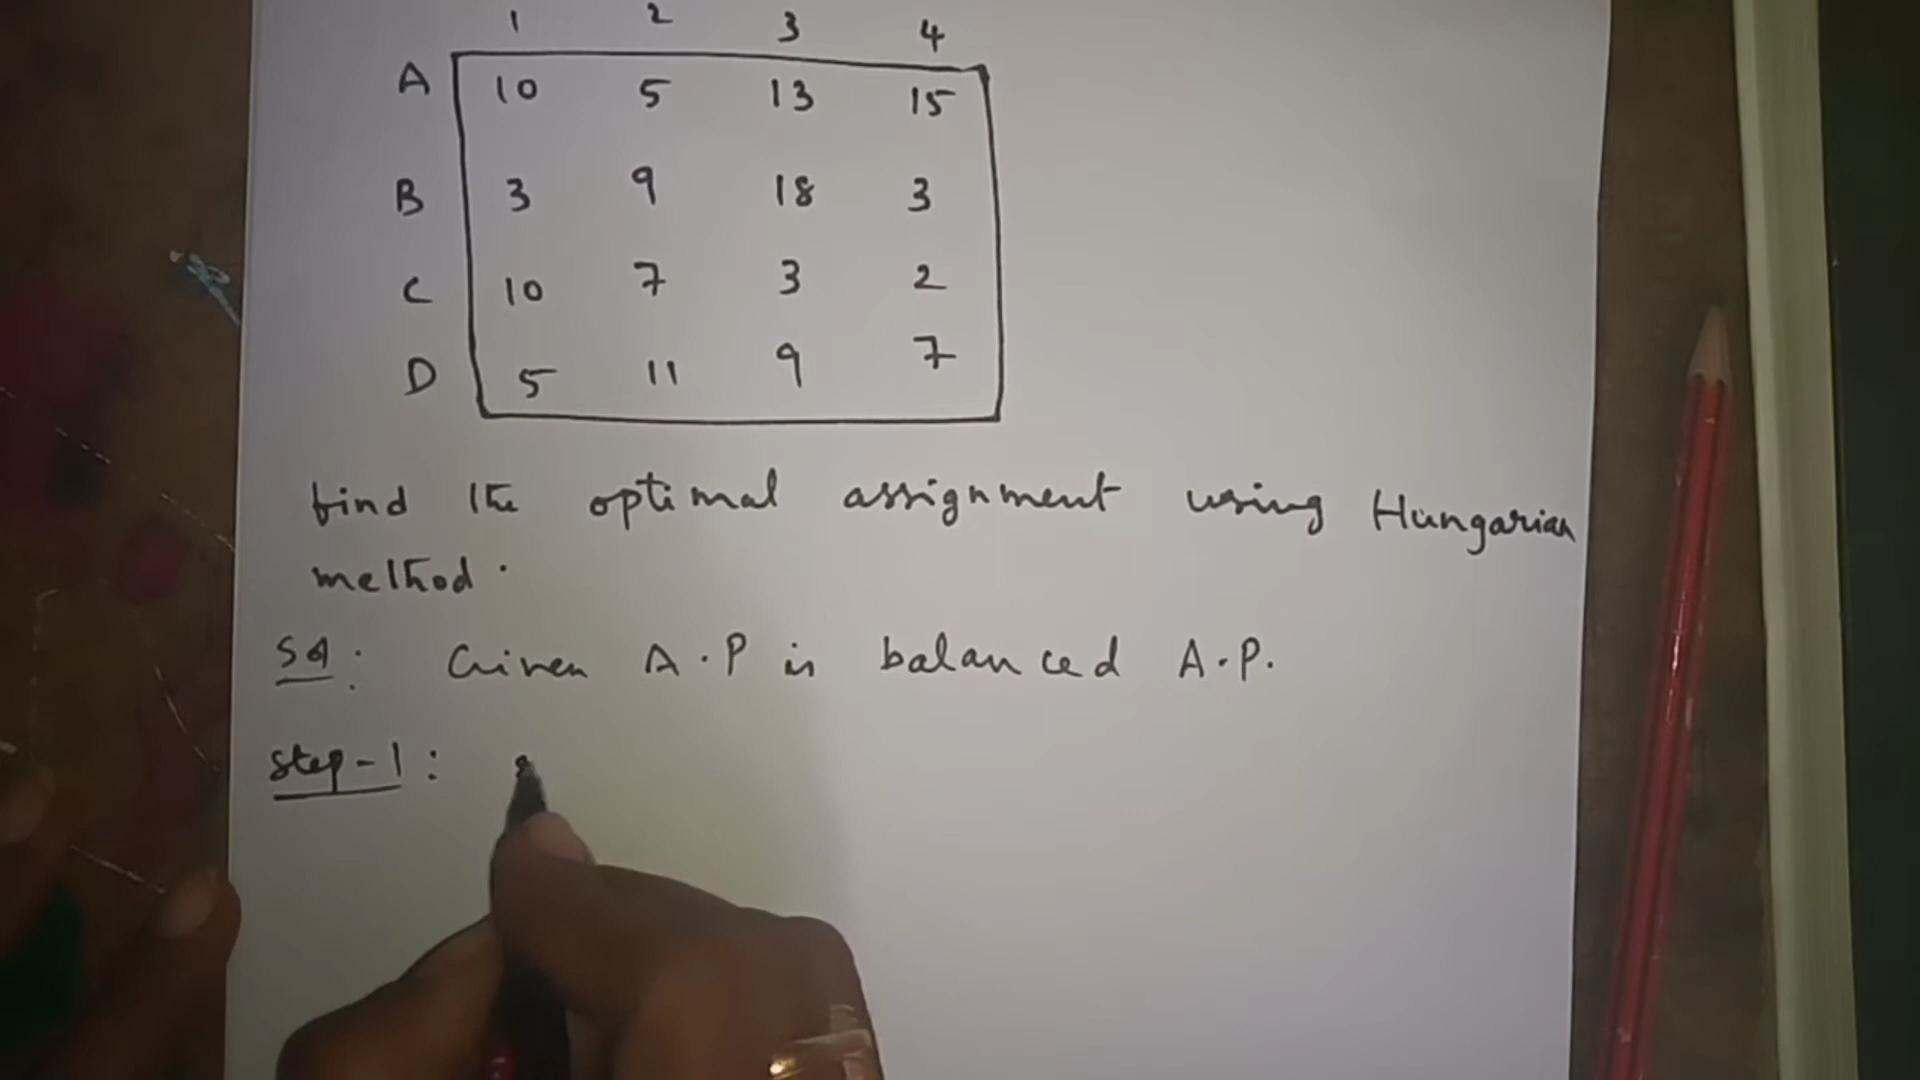 1 2 3 4
A 10 5 13 15
B 3 9 18 3
C 10 7 3 2
D 5 11 9 7
find the optimal assignment using Hungarian
method.
Sol: Given A.P is balanced A.P.
Step-1: